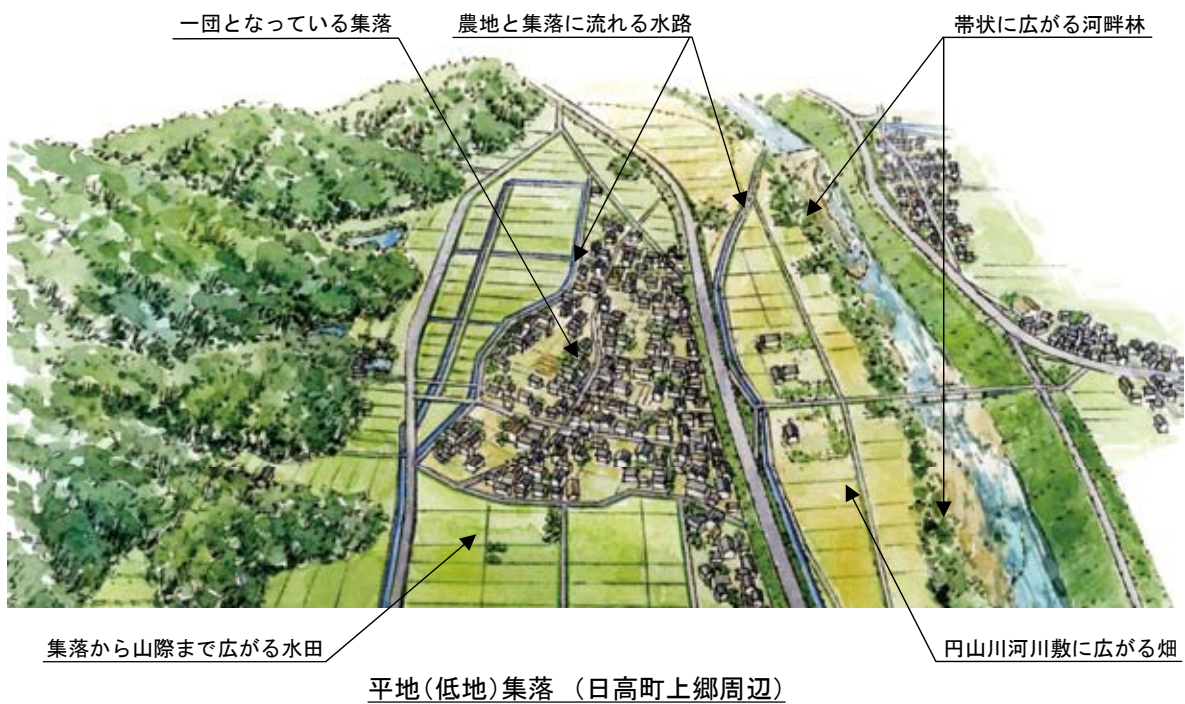 一団となっている集落
農地と集落に流れる水路
帯状に広がる河畔林
集落から山際まで広がる水田
円山川河川敷に広がる畑
平地(低地)集落 (日高町上郷周辺)